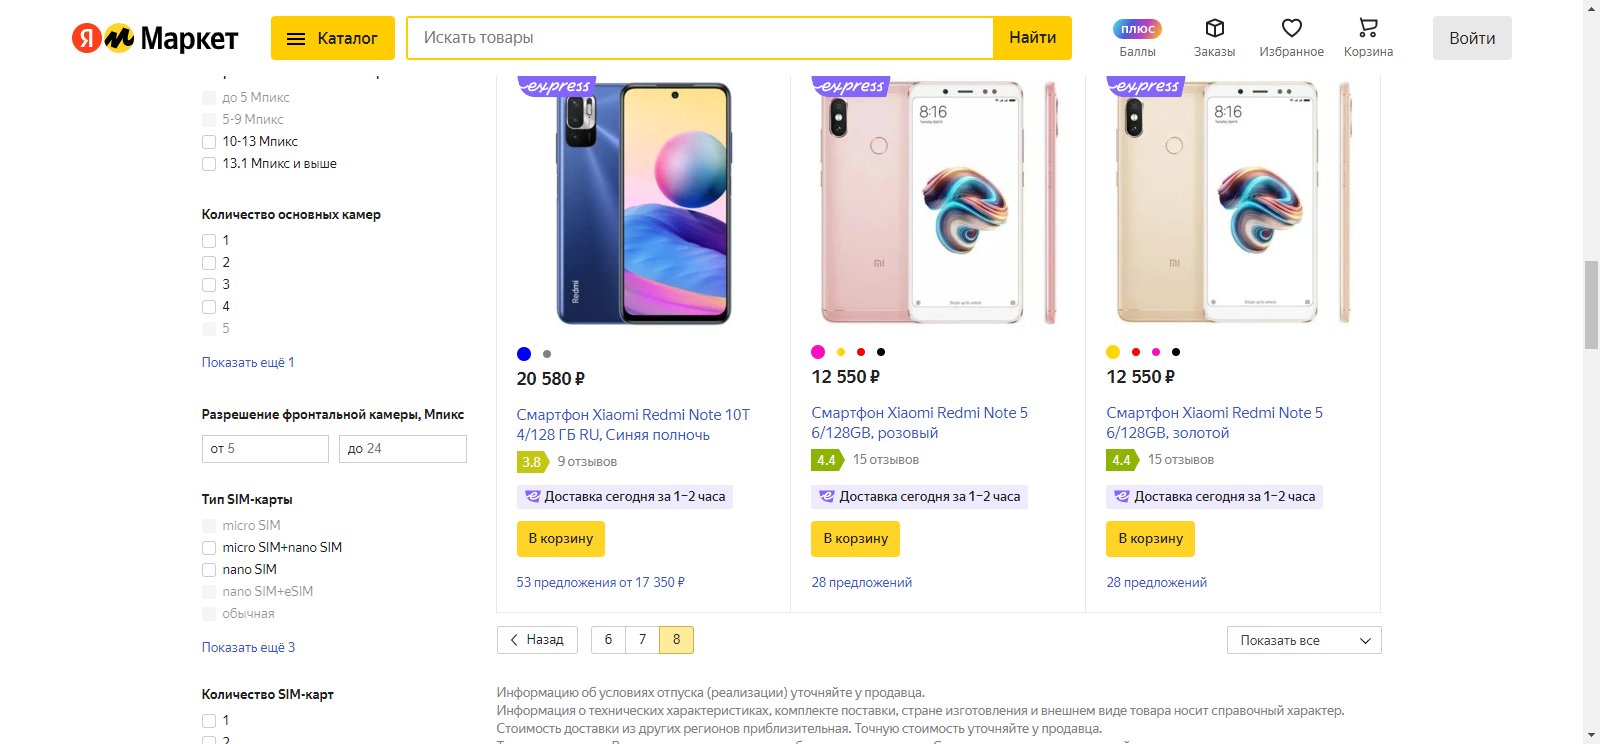 Я Маркет
Каталог
Искать товары
Найти
плюс
Баллы
Заказы
Избранное
Корзина
Войти
до 5 Мпикс
5-9 Мпикс
10-13 Мпикс
13.1 Мпикс и выше
Количество основных камер
1
2
3
4
5
Показать ещё 1
Разрешение фронтальной камеры, Мпикс
от 5
до 24
Тип SIM-карты
micro SIM
micro SIM+nano SIM
nano SIM
nano SIM+eSIM
обычная
Показать ещё 3
Количество SIM-карт
1
2
express
Redmi
20 580 ₽
Смартфон Xiaomi Redmi Note 10T
4/128 ГБ RU, Синяя полночь
3.8 9 отзывов
Доставка сегодня за 1–2 часа
В корзину
53 предложения от 17 350 ₽
express
8:16
MI
12 550 ₽
Смартфон Xiaomi Redmi Note 5
6/128GB, розовый
4.4 15 отзывов
Доставка сегодня за 1–2 часа
В корзину
28 предложений
express
8:16
MI
12 550 ₽
Смартфон Xiaomi Redmi Note 5
6/128GB, золотой
4.4 15 отзывов
Доставка сегодня за 1–2 часа
В корзину
28 предложений
Назад
6 7 8
Показать все
Информацию об условиях отпуска (реализации) уточняйте у продавца.
Информация о технических характеристиках, комплекте поставки, стране изготовления и внешнем виде товара носит справочный характер.
Стоимость доставки из других регионов приблизительная. Точную стоимость уточняйте у продавца.